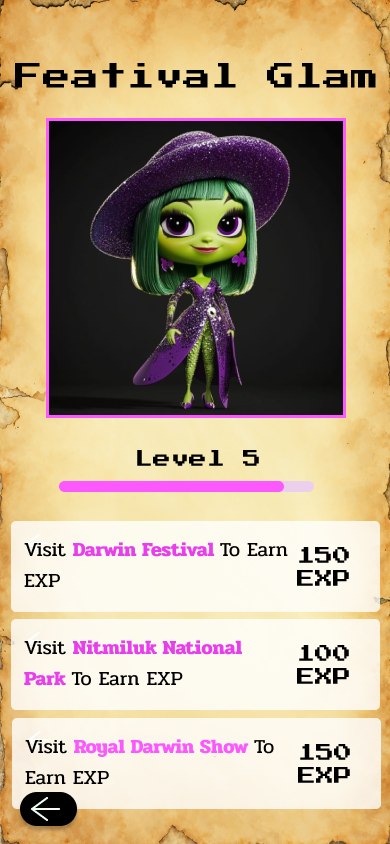 Featival Glam
Level 5
Visit Darwin Festival To Earn
EXP
150
EXP
Visit Nitmiluk National
Park To Earn EXP
100
EXP
Visit Royal Darwin Show To
Earn EXP
150
EXP